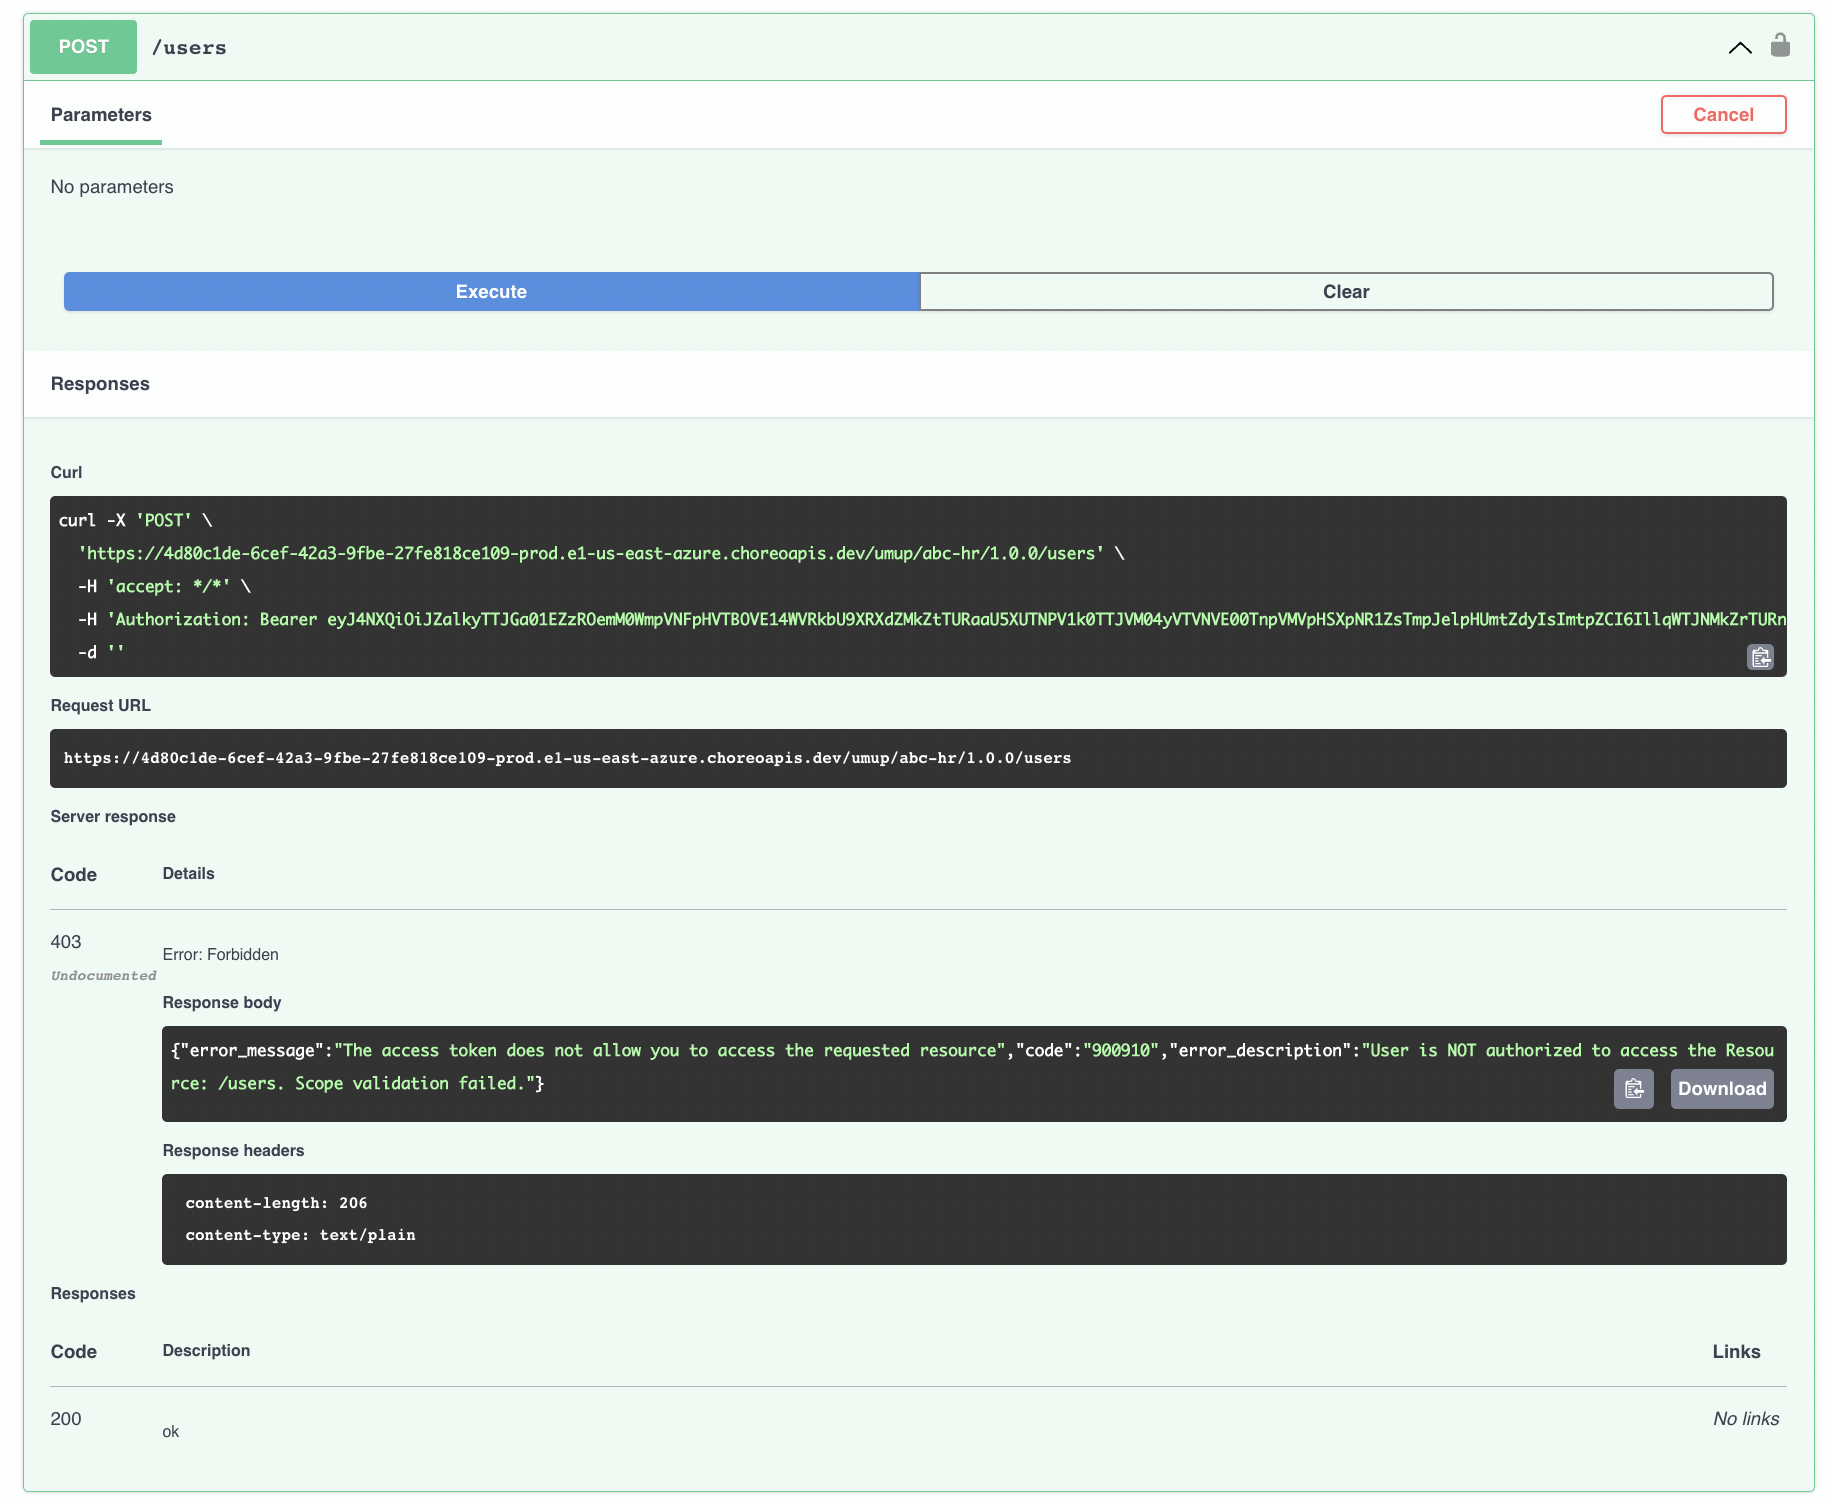 POST /users
Parameters
Cancel
No parameters
Execute
Clear
Responses
Curl
curl -X 'POST' \
'https://4d80c1de-6cef-42a3-9fbe-27fe818ce109-prod.e1-us-east-azure.choreoapis.dev/umup/abc-hr/1.0.0/users' \
-H 'accept: */*' \
-H 'Authorization: Bearer eyJ4NXQiOiJZalkyTTJGa01EZzROemM0WmpVNFpHVTBOVE14WVRkbU9XRXdZMkZtTURaaU5XUTNPV1k0TTJVM04yVTVNVE00TnpVMVpHSXpNR1ZsTmpJelpHUmtZdyIsImtpZCI6IllqWTJNMkZrTURn
-d ''
Request URL
https://4d80c1de-6cef-42a3-9fbe-27fe818ce109-prod.e1-us-east-azure.choreoapis.dev/umup/abc-hr/1.0.0/users
Server response
Code Details
403
Error: Forbidden
Undocumented
Response body
{"error_message":"The access token does not allow you to access the requested resource","code":"900910","error_description":"User is NOT authorized to access the Resou
rce: /users. Scope validation failed."}
Download
Response headers
content-length: 206
content-type: text/plain
Responses
Code Description Links
200 No links
ok